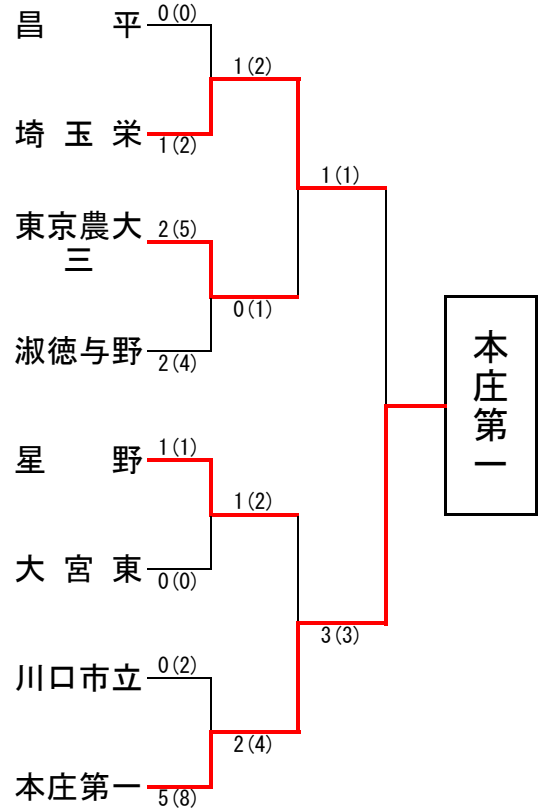 昌平
0(0)
1(2)
埼玉栄
1(2)
1(1)
東京農大
三
2(5)
0(1)
淑徳与野
2(4)
本庄第一
星野
1(1)
1(2)
大宮東
0(0)
3(3)
川口市立
0(2)
2(4)
本庄第一
5(8)